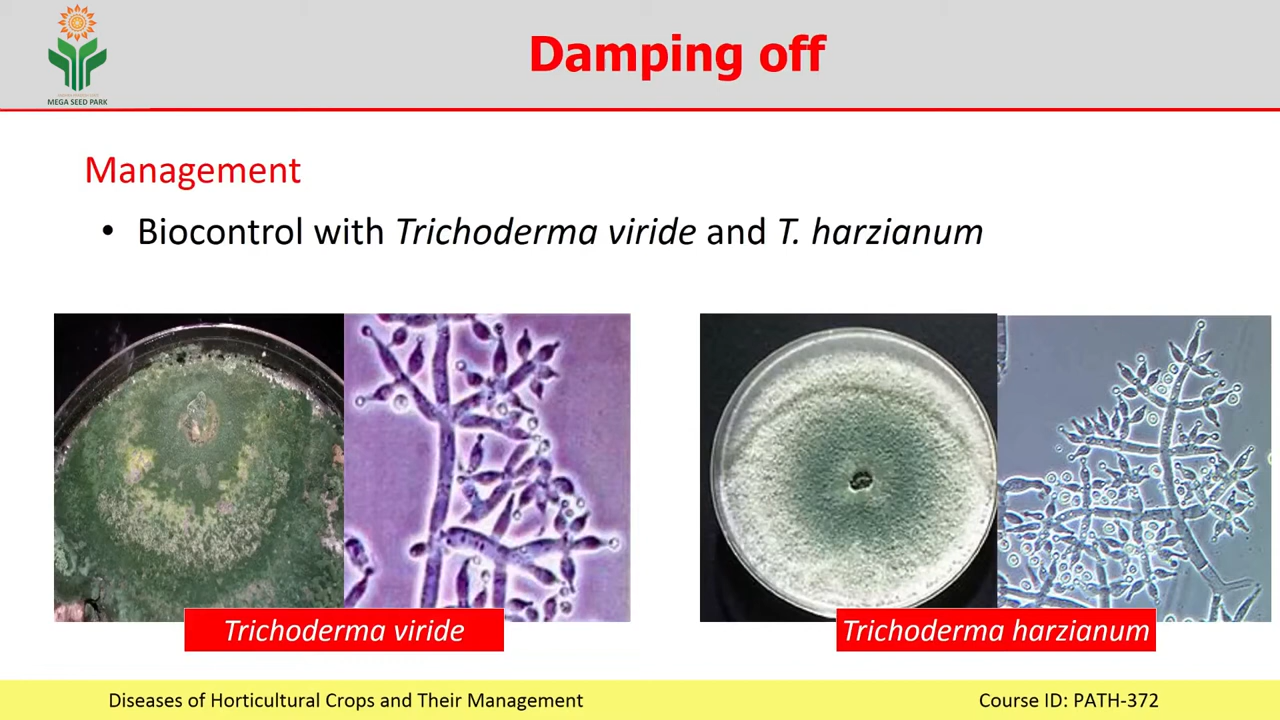 Damping off
MEGA SEED PARK
Management
• Biocontrol with Trichoderma viride and T. harzianum
Trichoderma viride
Trichoderma harzianum
Diseases of Horticultural Crops and Their Management
Course ID: PATH-372